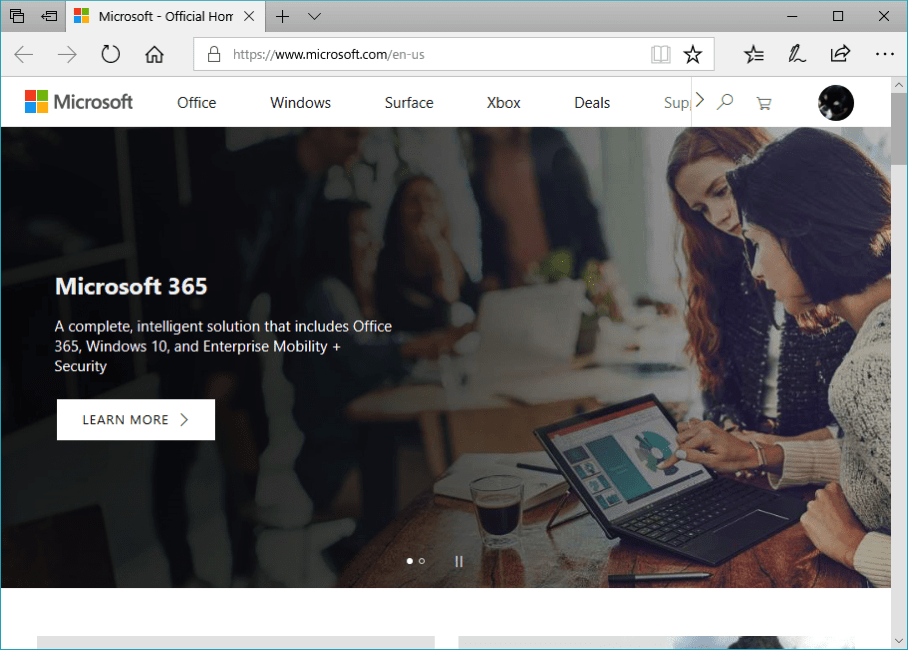 Microsoft - Official Hom
https://www.microsoft.com/en-us
Microsoft
Office
Windows
Surface
Xbox
Deals
Sup
Microsoft 365
A complete, intelligent solution that includes Office
365, Windows 10, and Enterprise Mobility +
Security
LEARN MORE